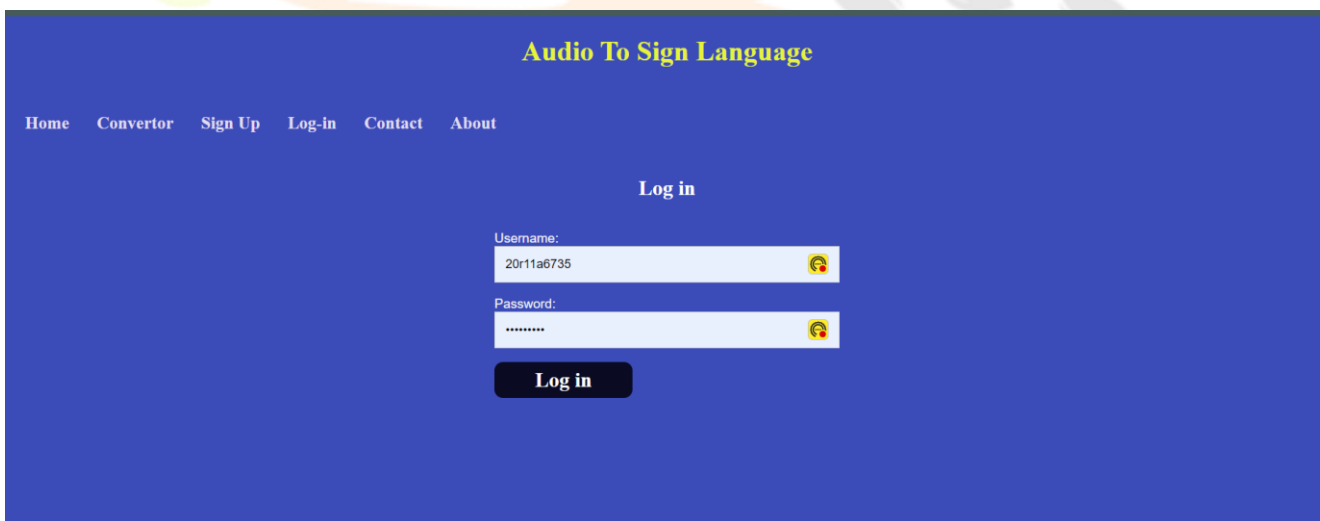 Audio To Sign Language
Home Convertor Sign Up Log-in Contact About
Log in
Username:
20r11a6735
Password:
•••••••••
Log in